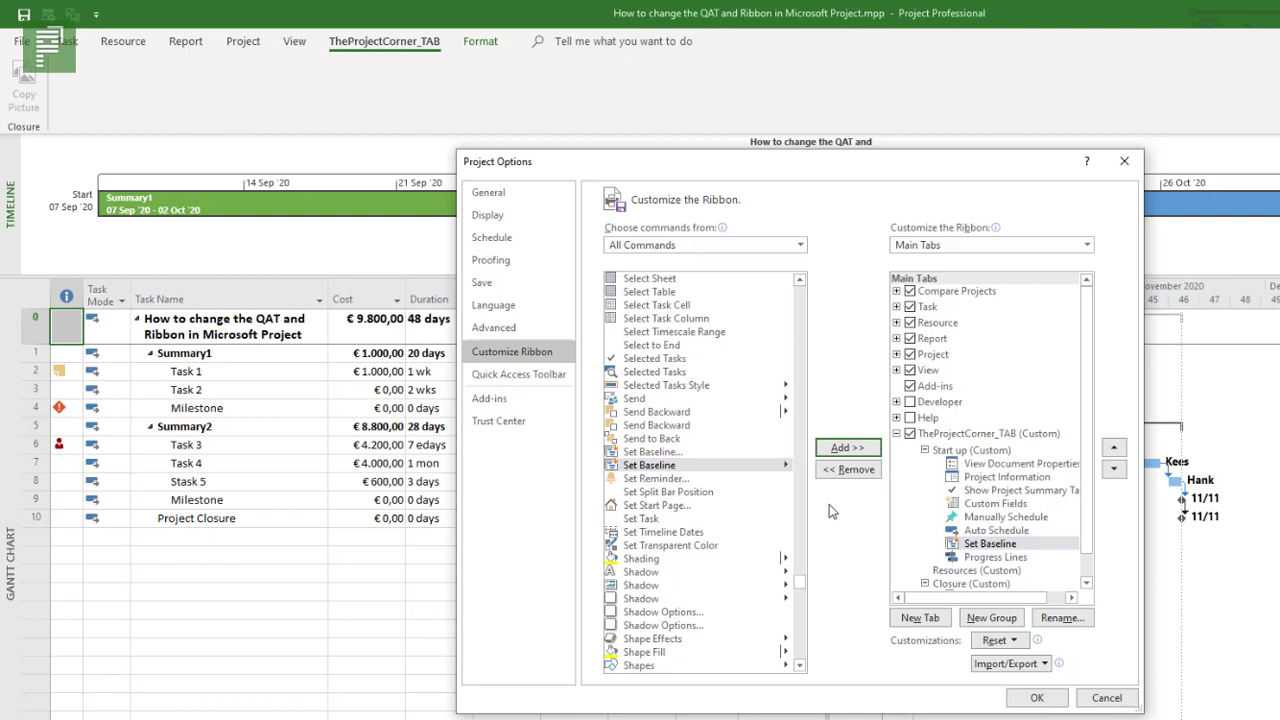 How to change the QAT and Ribbon in Microsoft Project.mpp - Project Professional
File Task Resource Report Project View TheProjectCorner_TAB Format Tell me what you want to do
Copy
Picture
Closure
How to change the QAT and
TIMELINE
Start
07 Sep '20
14 Sep '20
21 Sep '20
26 Oct '20
Summary1
07 Sep '20 - 02 Oct '20
Task
Mode
Task Name
Cost
Duration
0 How to change the QAT and € 9.800,00 48 days
Ribbon in Microsoft Project
1 Summary1 € 1.000,00 20 days
2 Task 1 € 1.000,00 1 wk
3 Task 2 € 0,00 2 wks
4 Milestone € 0,00 0 days
5 Summary2 € 8.800,00 28 days
6 Task 3 € 4.200,00 7 edays
7 Task 4 € 4.000,00 1 mon
8 Stask 5 € 600,00 3 days
9 Milestone € 0,00 0 days
10 Project Closure € 0,00 0 days
GANTT CHART
Project Options
?
General
Display
Schedule
Proofing
Save
Language
Advanced
Customize Ribbon
Quick Access Toolbar
Add-ins
Trust Center
Customize the Ribbon.
Choose commands from:
All Commands
Select Sheet
Select Table
Select Task Cell
Select Task Column
Select Timescale Range
Select to End
Selected Tasks
Selected Tasks
Selected Tasks Style
Send
Send Backward
Send Backward
Send to Back
Set Baseline...
Set Baseline
Set Reminder...
Set Split Bar Position
Set Start Page...
Set Task
Set Timeline Dates
Set Transparent Color
Shading
Shadow
Shadow
Shadow
Shadow Options...
Shadow Options...
Shape Effects
Shape Fill
Shapes
Add >>
<< Remove
Customize the Ribbon:
Main Tabs
Main Tabs
Compare Projects
Task
Resource
Report
Project
View
Add-ins
Developer
Help
TheProjectCorner_TAB (Custom)
Start up (Custom)
View Document Properties
Project Information
Show Project Summary Ta
Custom Fields
Manually Schedule
Auto Schedule
Set Baseline
Progress Lines
Resources (Custom)
Closure (Custom)
New Tab
New Group
Rename...
Customizations:
Reset
Import/Export
OK
Cancel
November 2020
45 46 47 48
Kees
Hank
11/11
11/11